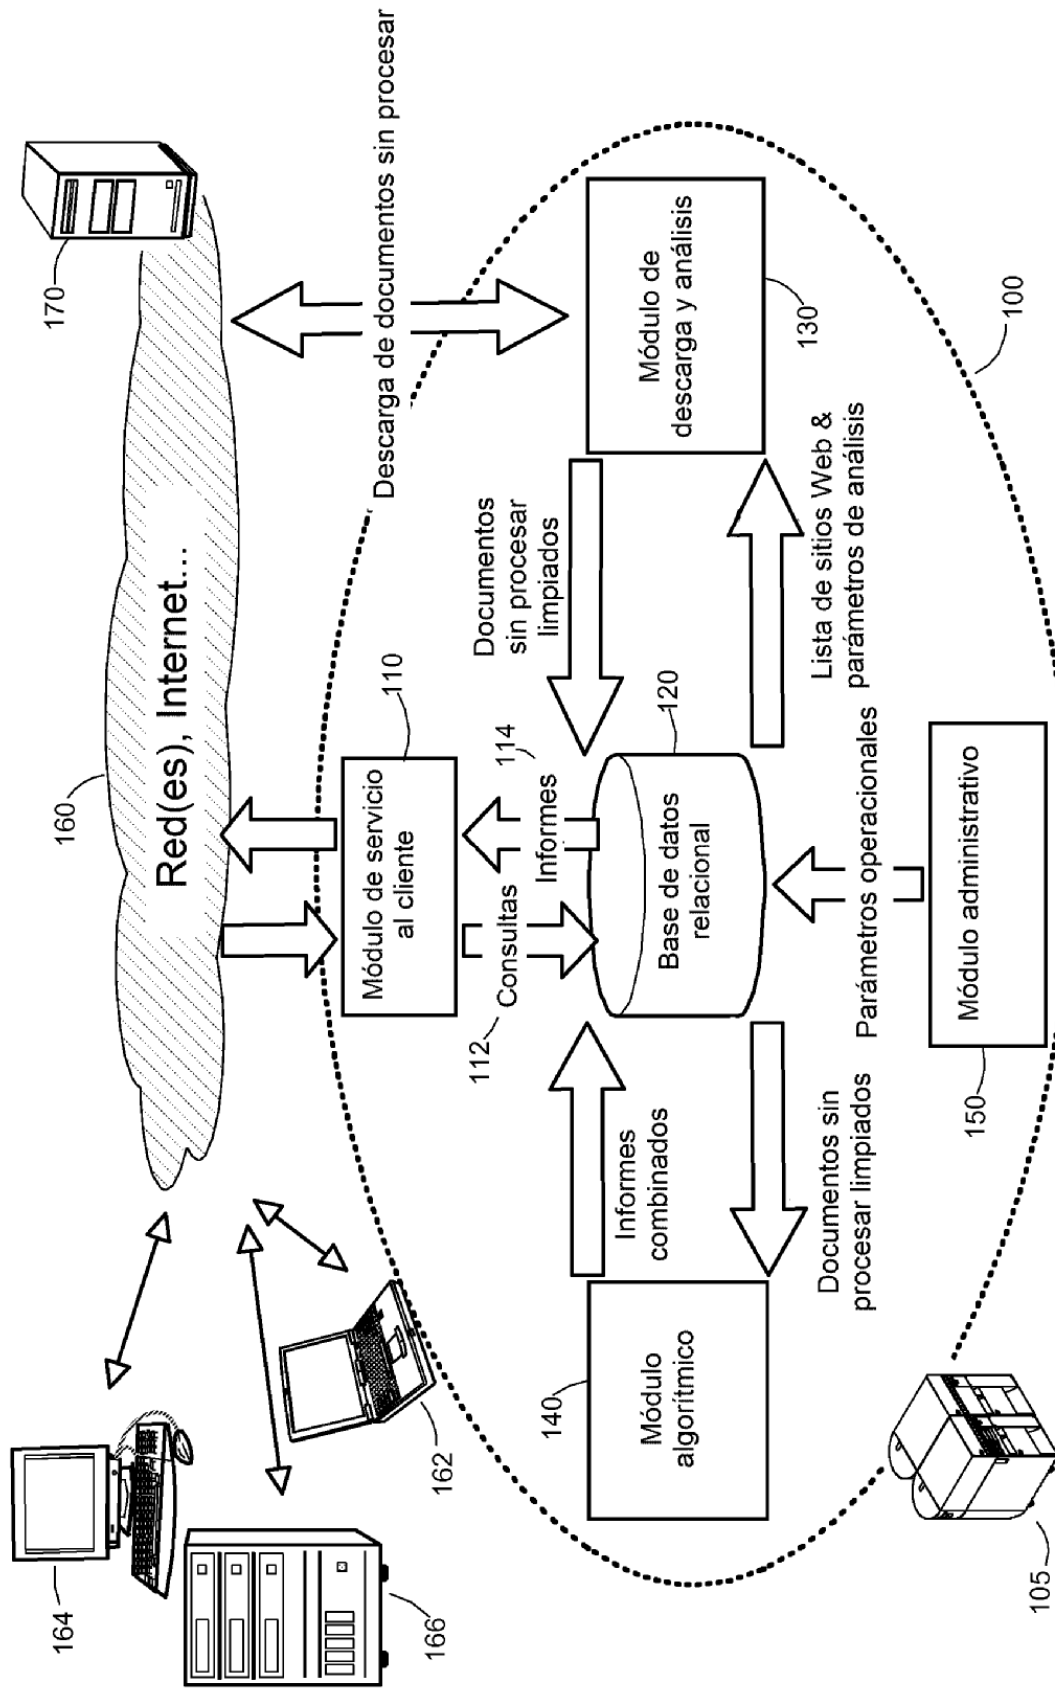 164
166
162
160
Red(es), Internet...
170
Descarga de documentos sin procesar
110
Módulo de servicio
al cliente
112
Consultas
Informes
114
Documentos
sin procesar
limpiados
140
Módulo
algorítmico
Informes
combinados
120
Base de datos
relacional
Módulo de
descarga y análisis
130
Documentos sin
procesar limpiados
Parámetros operacionales
Lista de sitios Web &
parámetros de análisis
100
105
150
Módulo administrativo